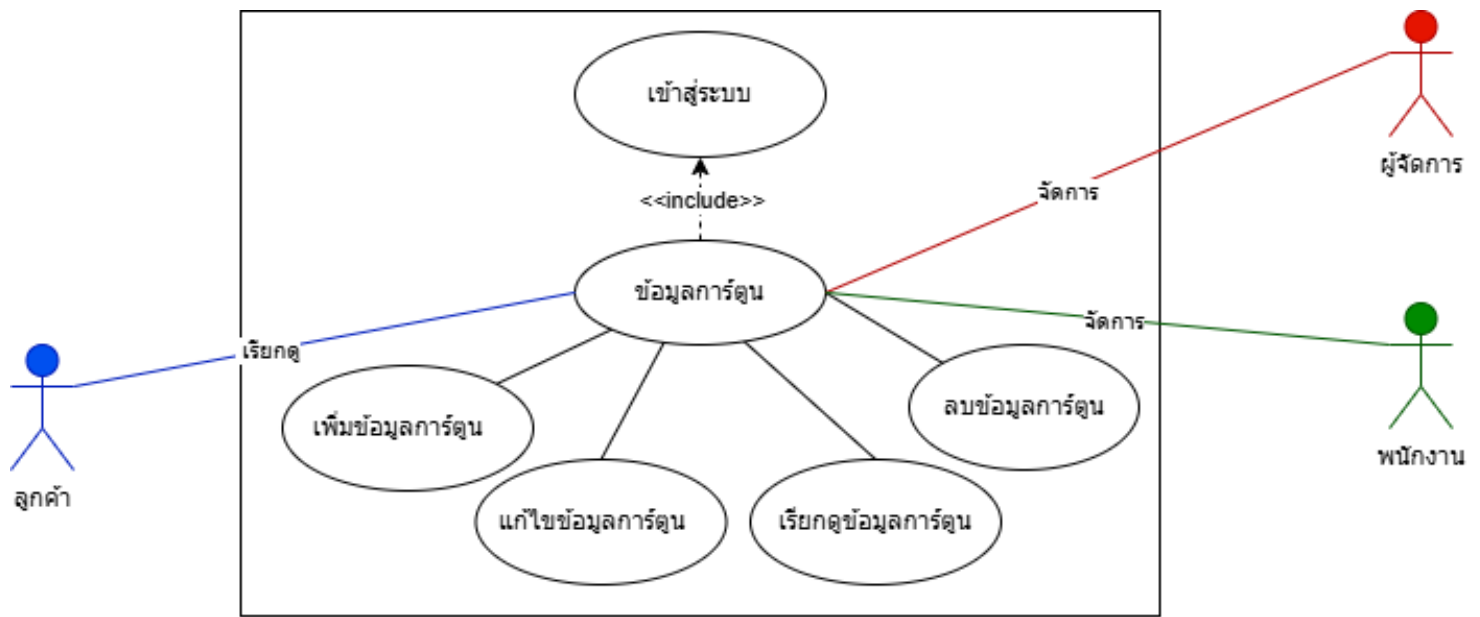 เข้าสู่ระบบ
ผู้จัดการ
<<include>>
จัดการ
ข้อมูลการ์ตูน
จัดการ
เรียกดู
ลบข้อมูลการ์ตูน
เพิ่มข้อมูลการ์ตูน
พนักงาน
ลูกค้า
แก้ไขข้อมูลการ์ตูน
เรียกดูข้อมูลการ์ตูน